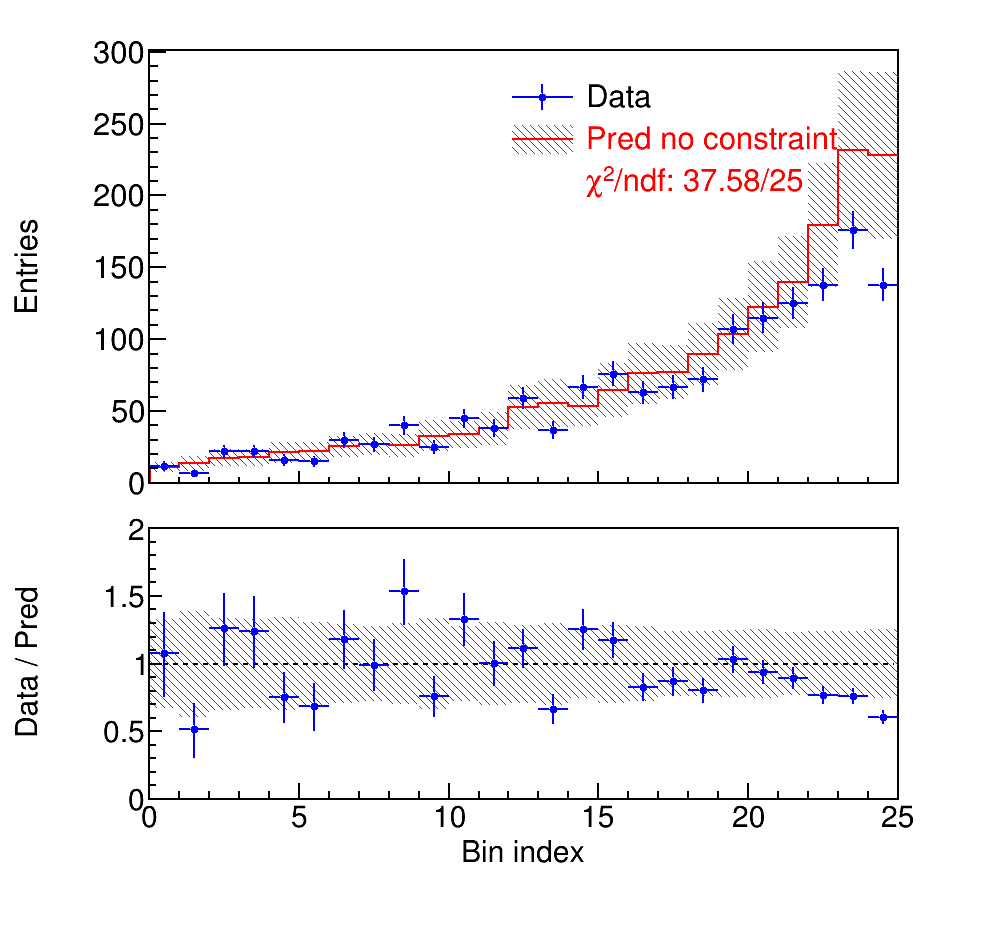 300
250
200
150
100
50
0
Entries
Data
Pred no constraint
χ²/ndf: 37.58/25
2
1.5
1
0.5
0
Data / Pred
0 5 10 15 20 25
Bin index